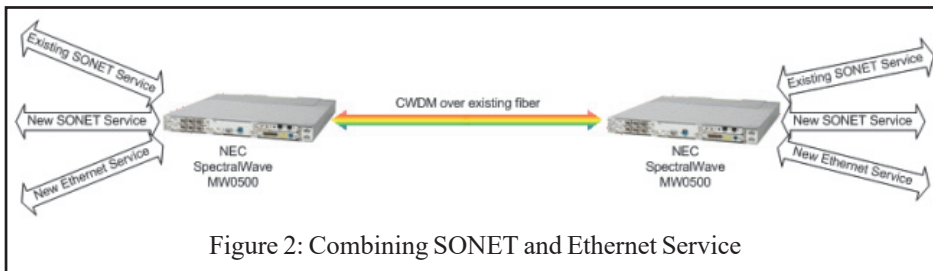 Existing SONET Service
New SONET Service
New Ethernet Service
NEC
SpectralWave
MW0500
CWDM over existing fiber
NEC
SpectralWave
MW0500
Existing SONET Service
New SONET Service
New Ethernet Service
Figure 2: Combining SONET and Ethernet Service